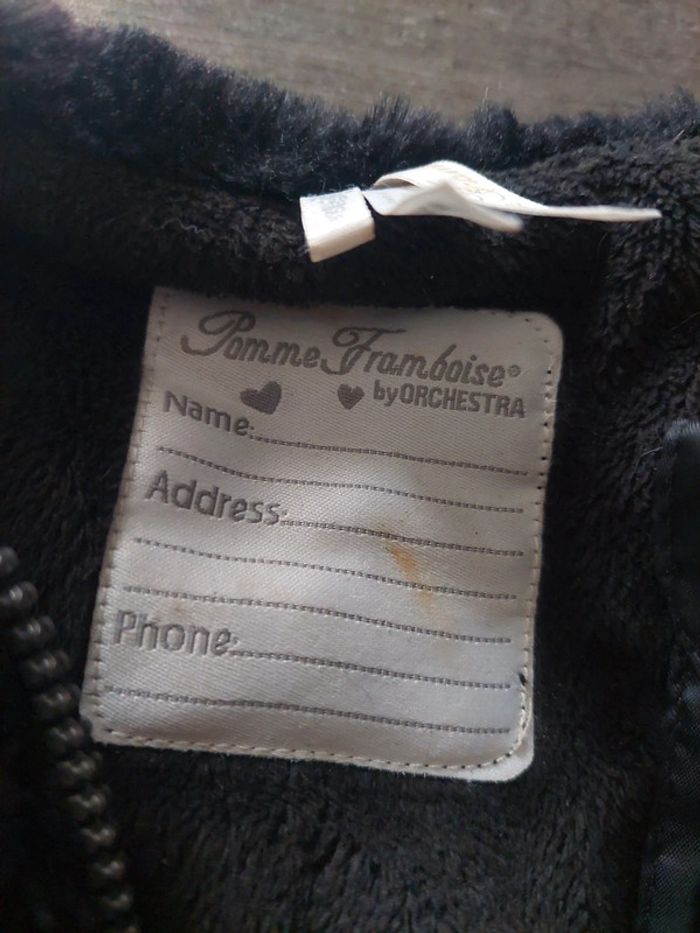 Pomme Framboise®
by ORCHESTRA
Name:
Address:
Phone: